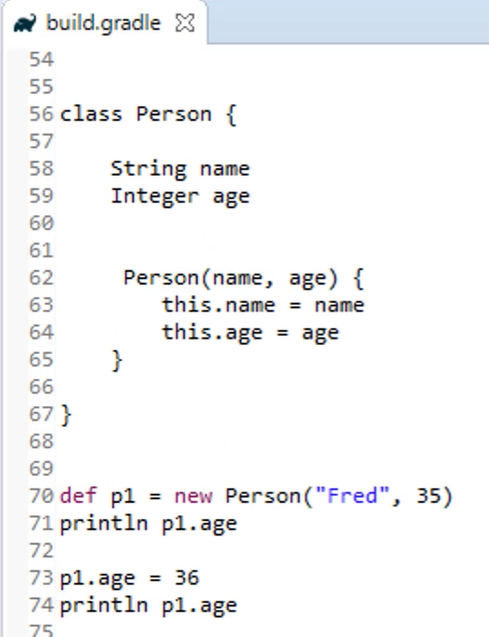 build.gradle
54
55
56 class Person {
57
58     String name
59     Integer age
60
61
62      Person(name, age) {
63         this.name = name
64         this.age = age
65     }
66
67 }
68
69
70 def p1 = new Person("Fred", 35)
71 println p1.age
72
73 p1.age = 36
74 println p1.age
75